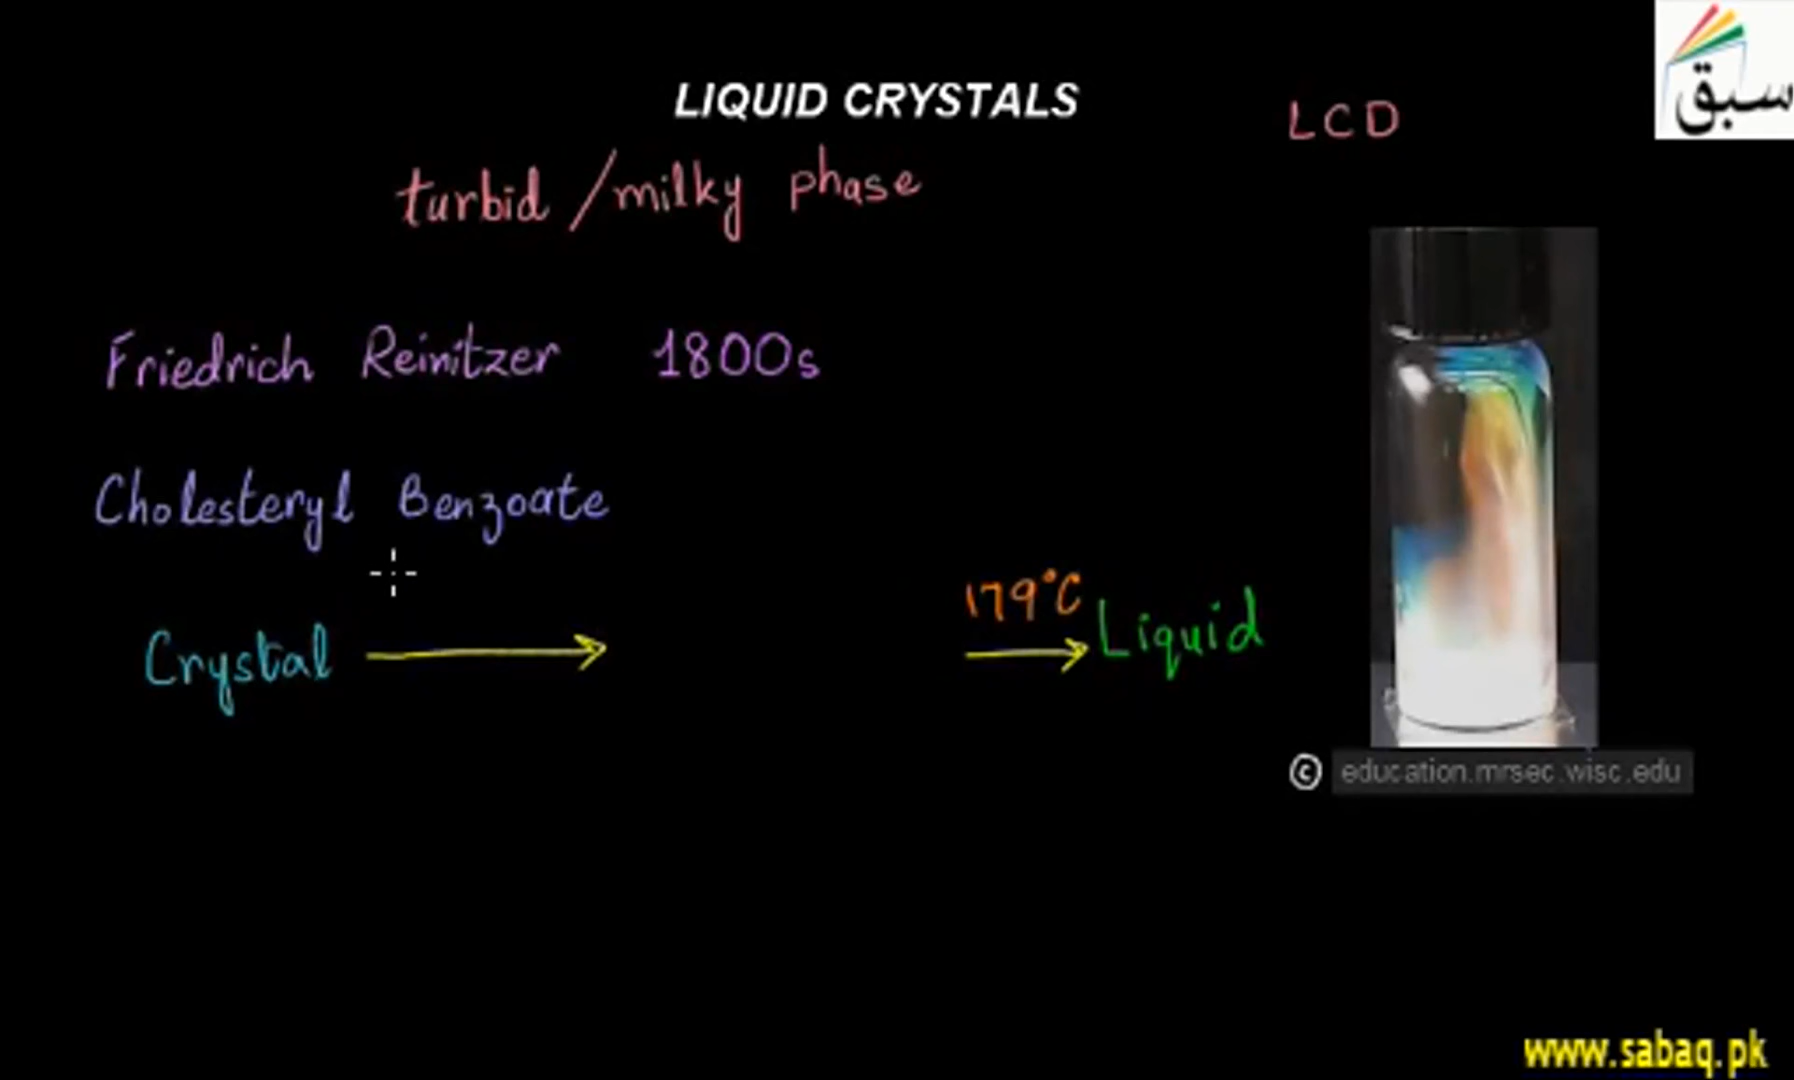 LIQUID CRYSTALS
LCD
سبق
turbid / milky phase
Friedrich Reinitzer 1800s
Cholesteryl Benzoate
179°C
Crystal Liquid
© education.mrsec.wisc.edu
www.sabaq.pk